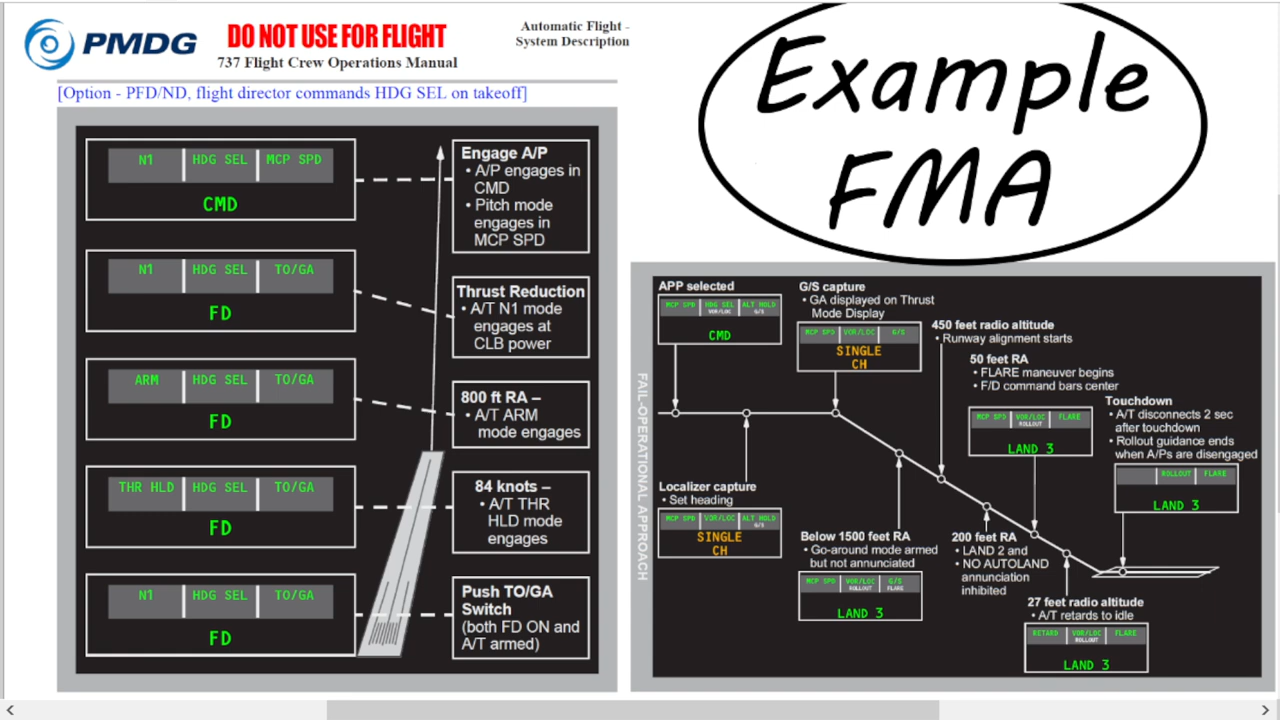 PMDG
DO NOT USE FOR FLIGHT
737 Flight Crew Operations Manual
Automatic Flight -
System Description
[Option - PFD/ND, flight director commands HDG SEL on takeoff]
N1 HDG SEL MCP SPD
CMD
Engage A/P
• A/P engages in
CMD
• Pitch mode
engages in
MCP SPD
N1 HDG SEL TO/GA
FD
Thrust Reduction
• A/T N1 mode
engages at
CLB power
ARM HDG SEL TO/GA
FD
800 ft RA –
• A/T ARM
mode engages
THR HLD HDG SEL TO/GA
FD
84 knots –
• A/T THR
HLD mode
engages
N1 HDG SEL TO/GA
FD
Push TO/GA
Switch
(both FD ON and
A/T armed)
Example
FMA
FAIL-OPERATIONAL APPROACH
APP selected
MCP SPD HDG SEL ALT HOLD
VOR/LOC G/S
CMD
G/S capture
• GA displayed on Thrust
Mode Display
MCP SPD VOR/LOC G/S
SINGLE
CH
450 feet radio altitude
• Runway alignment starts
50 feet RA
• FLARE maneuver begins
• F/D command bars center
MCP SPD VOR/LOC FLARE
ROLLOUT
LAND 3
Touchdown
• A/T disconnects 2 sec
after touchdown
• Rollout guidance ends
when A/Ps are disengaged
ROLLOUT FLARE
LAND 3
Localizer capture
• Set heading
MCP SPD VOR/LOC ALT HOLD
G/S
SINGLE
CH
Below 1500 feet RA
• Go-around mode armed
but not annunciated
MCP SPD VOR/LOC G/S
ROLLOUT FLARE
LAND 3
200 feet RA
• LAND 2 and
• NO AUTOLAND
annunciation
inhibited
27 feet radio altitude
• A/T retards to idle
RETARD VOR/LOC FLARE
ROLLOUT
LAND 3